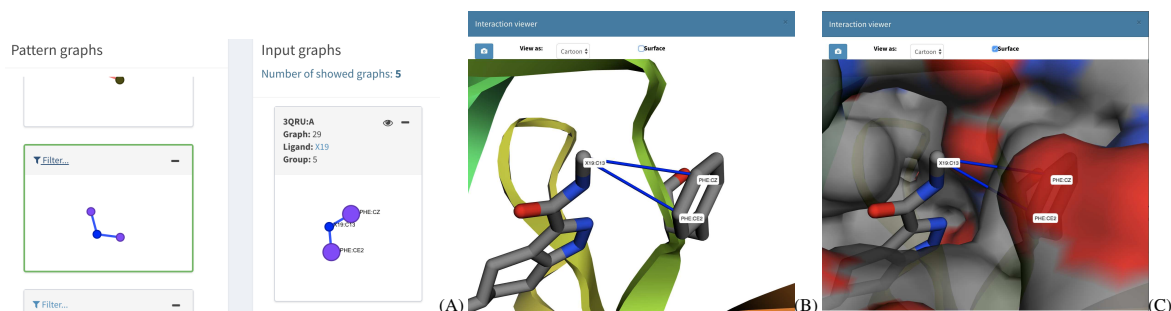 Pattern graphs
Filter...
Filter...
Input graphs
Number of showed graphs: 5
3QRU:A
Graph: 29
Ligand: X19
Group: 5
PHE:CZ
X19:C13
PHE:CE2
(A)
Interaction viewer
View as:
Cartoon
Surface
X19:C13
PHE:CZ
PHE:CE2
(B)
Interaction viewer
View as:
Cartoon
Surface
X19:C13
PHE:CZ
PHE:CE2
(C)